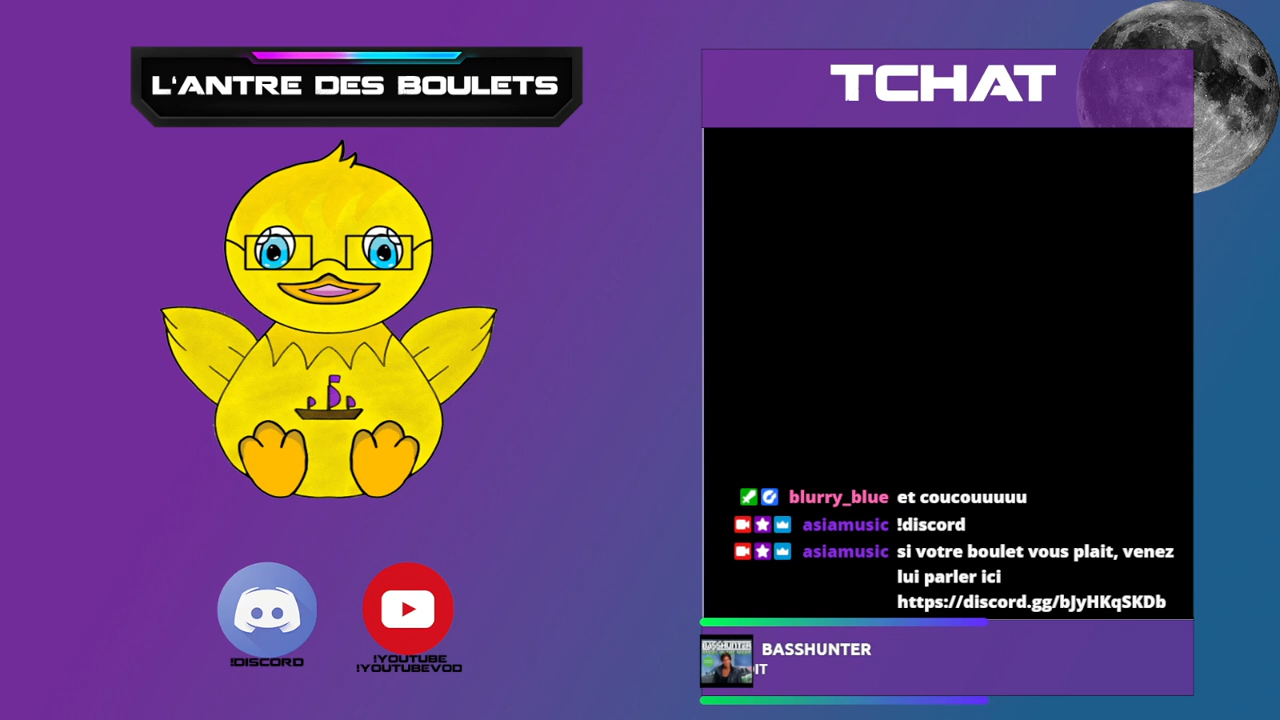 L'ANTRE DES BOULETS
TCHAT
blurry_blue et coucouuuuu
asiamusic !discord
asiamusic si votre boulet vous plait, venez
lui parler ici
https://discord.gg/bJyHKqSKDb
!DISCORD
!YOUTUBE
!YOUTUBEVOD
BASSHUNTER
IT